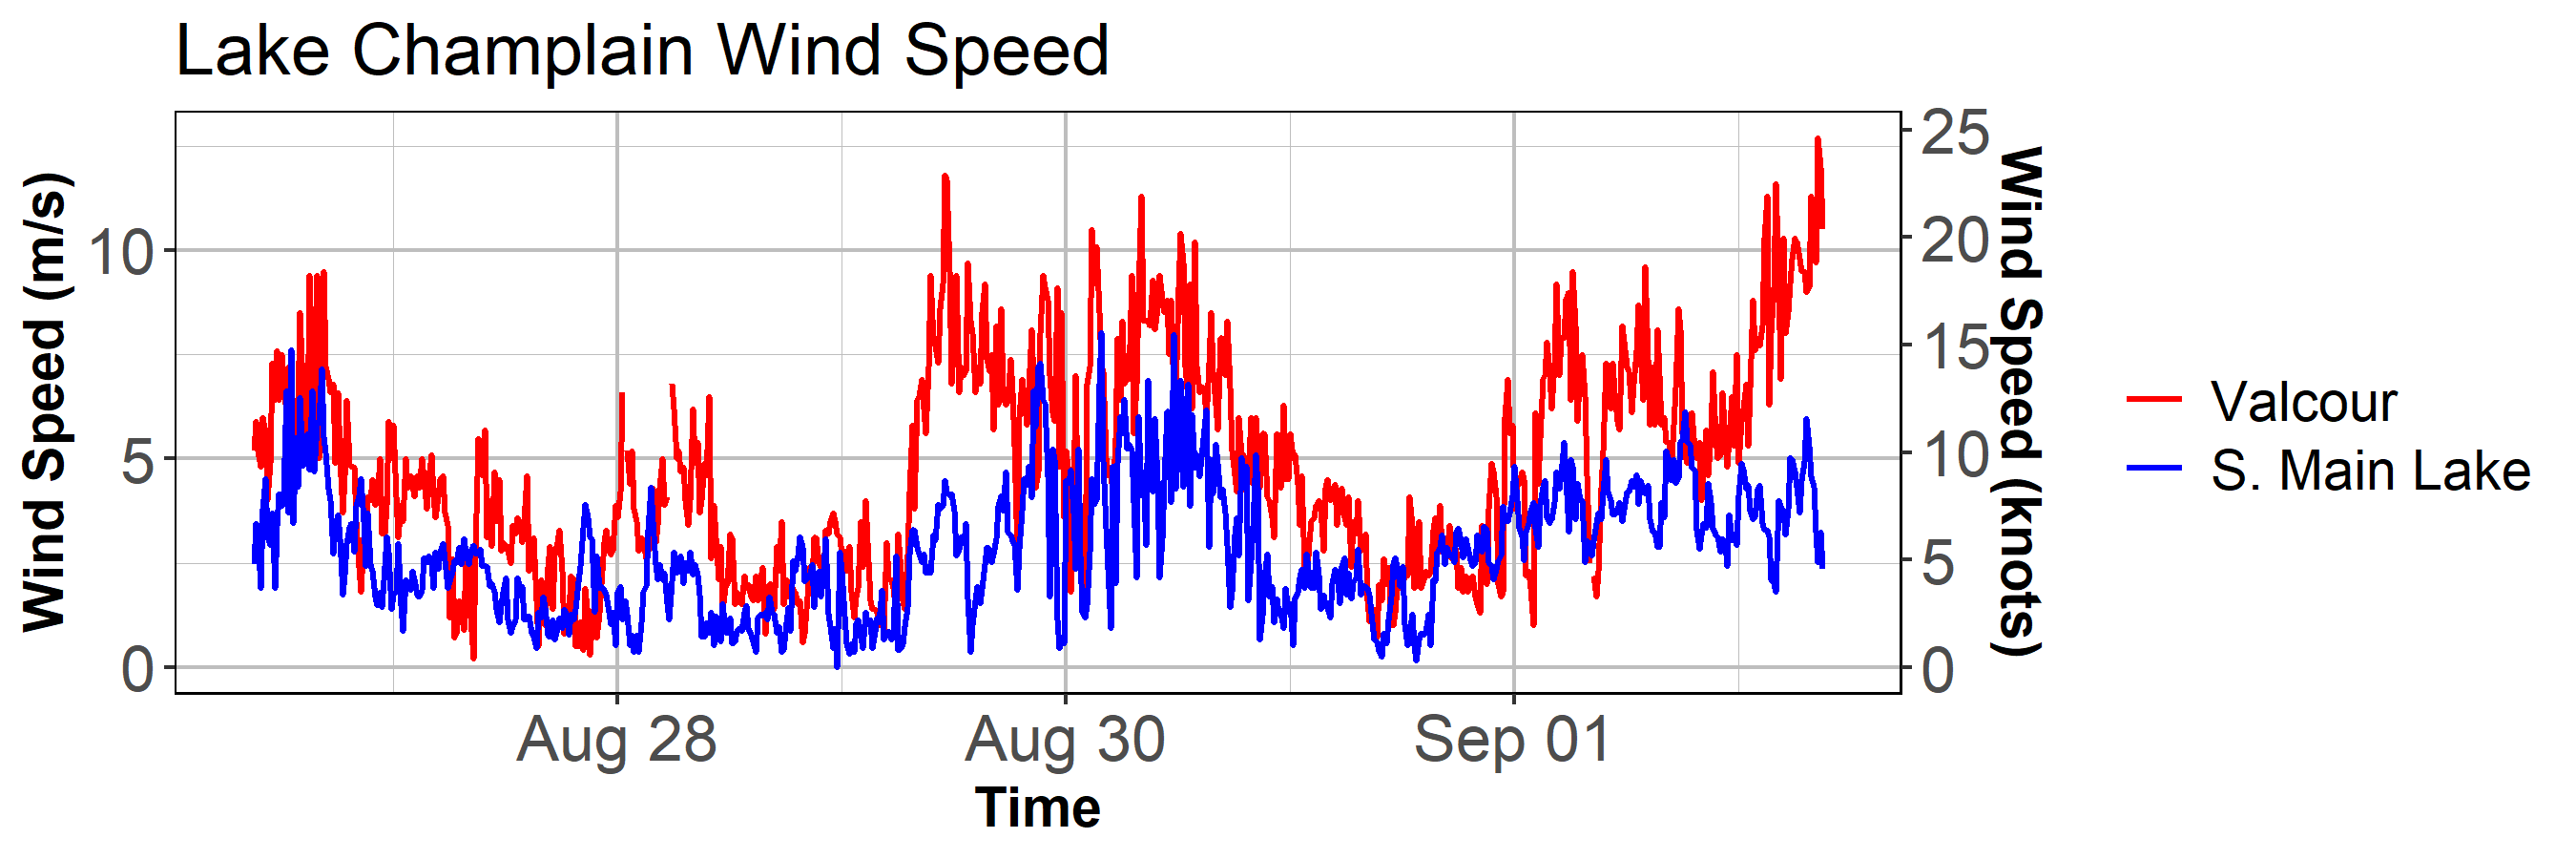 Lake Champlain Wind Speed
Wind Speed (m/s)
10
5
0
25
20
15
10
5
0
Wind Speed (knots)
Valcour
S. Main Lake
Aug 28
Aug 30
Sep 01
Time